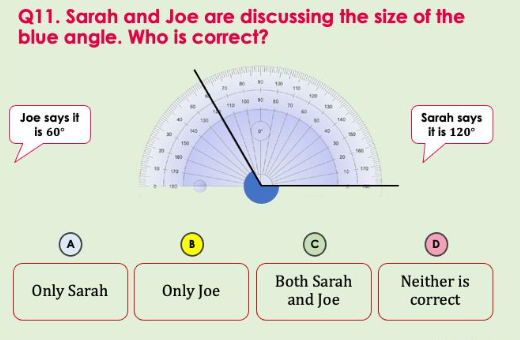 Q11. Sarah and Joe are discussing the size of the
blue angle. Who is correct?
Joe says it
is 60°
Sarah says
it is 120°
A
B
C
D
Only Sarah
Only Joe
Both Sarah
and Joe
Neither is
correct